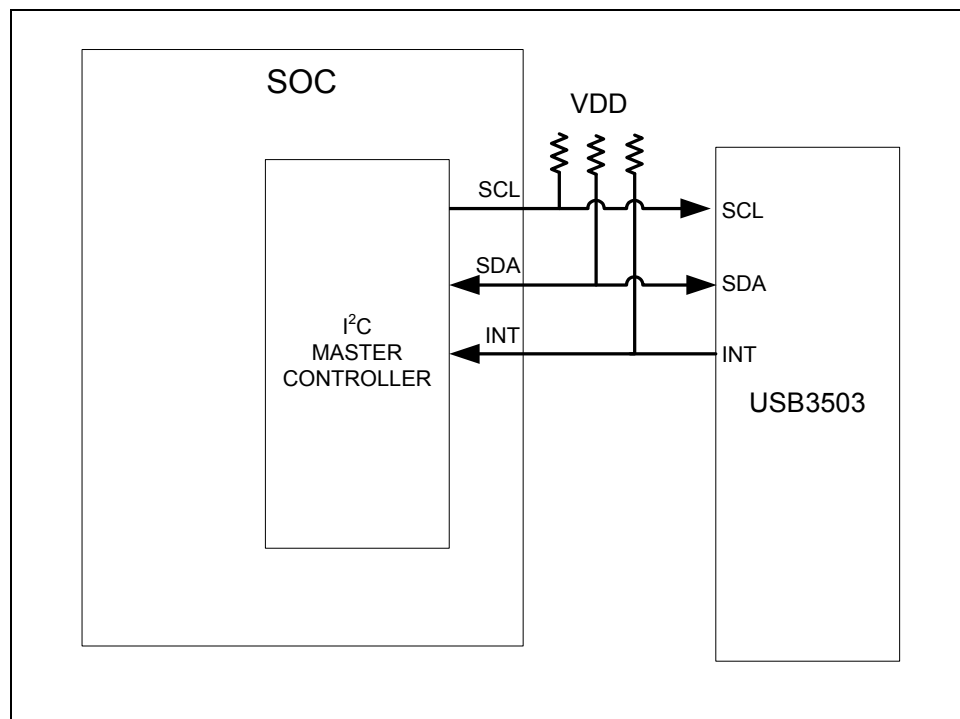 SOC
VDD
SCL
SCL
SDA
SDA
INT
INT
I²C
MASTER
CONTROLLER
USB3503